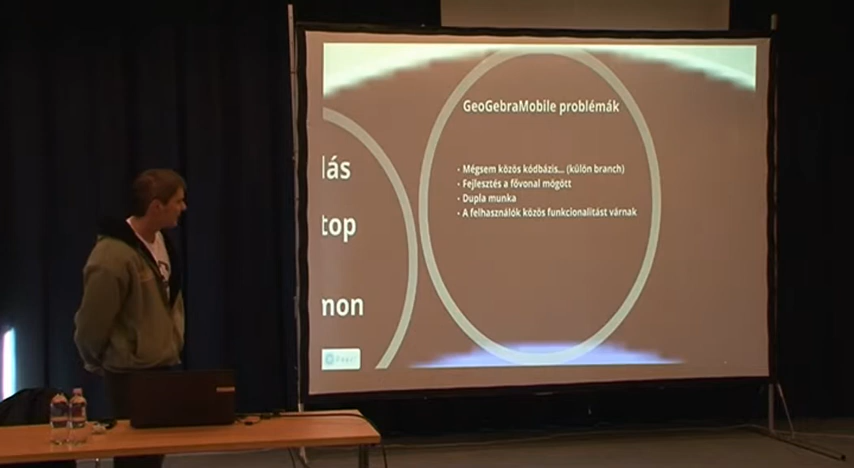 GeoGebraMobile problémák
- Mégsem közös kódbázis... (külön branch)
- Fejlesztés a fővonal mögött
- Dupla munka
- A felhasználók közös funkcionalitást várnak
lás
top
non